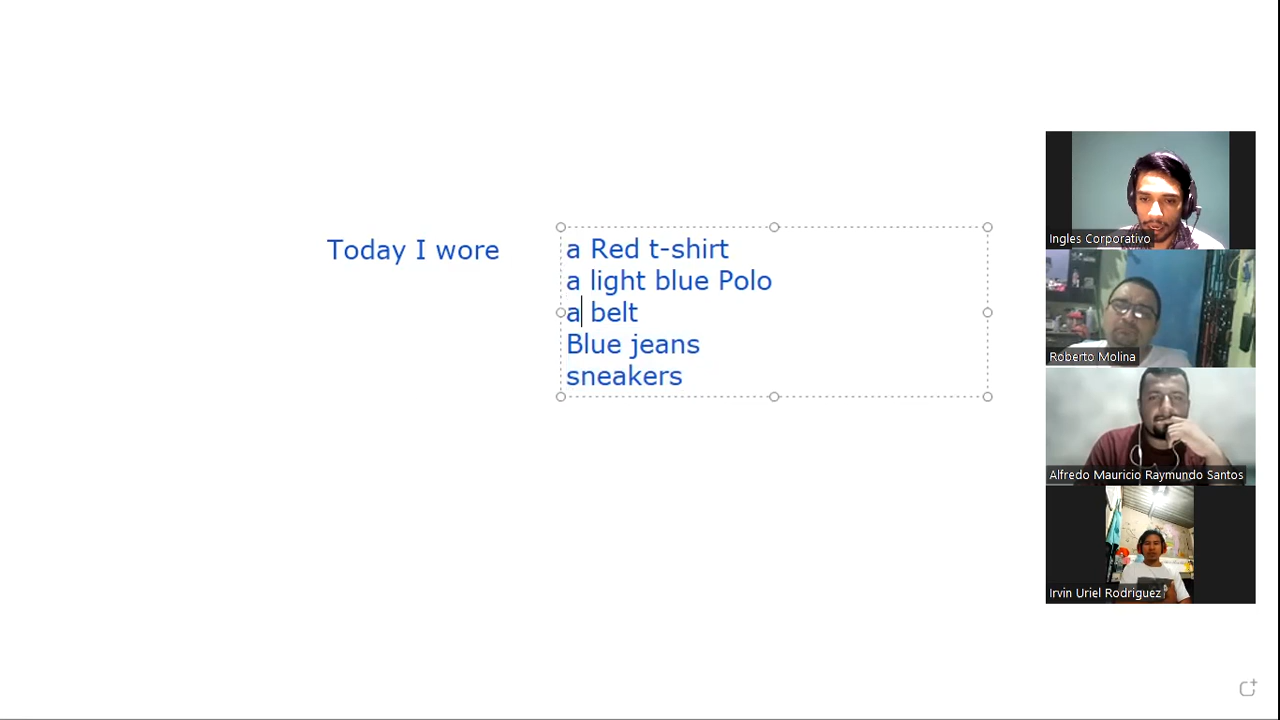 Today I wore
a Red t-shirt
a light blue Polo
a belt
Blue jeans
sneakers
Ingles Corporativo
Roberto Molina
Alfredo Mauricio Raymundo Santos
Irvin Uriel Rodriguez